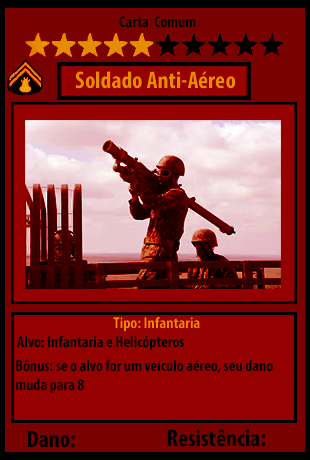 Carta Comum
Soldado Anti-Aéreo
Tipo: Infantaria
Alvo: Infantaria e Helicópteros
Bônus: se o alvo for um veículo aéreo, seu dano
muda para 8
Dano:
Resistência: